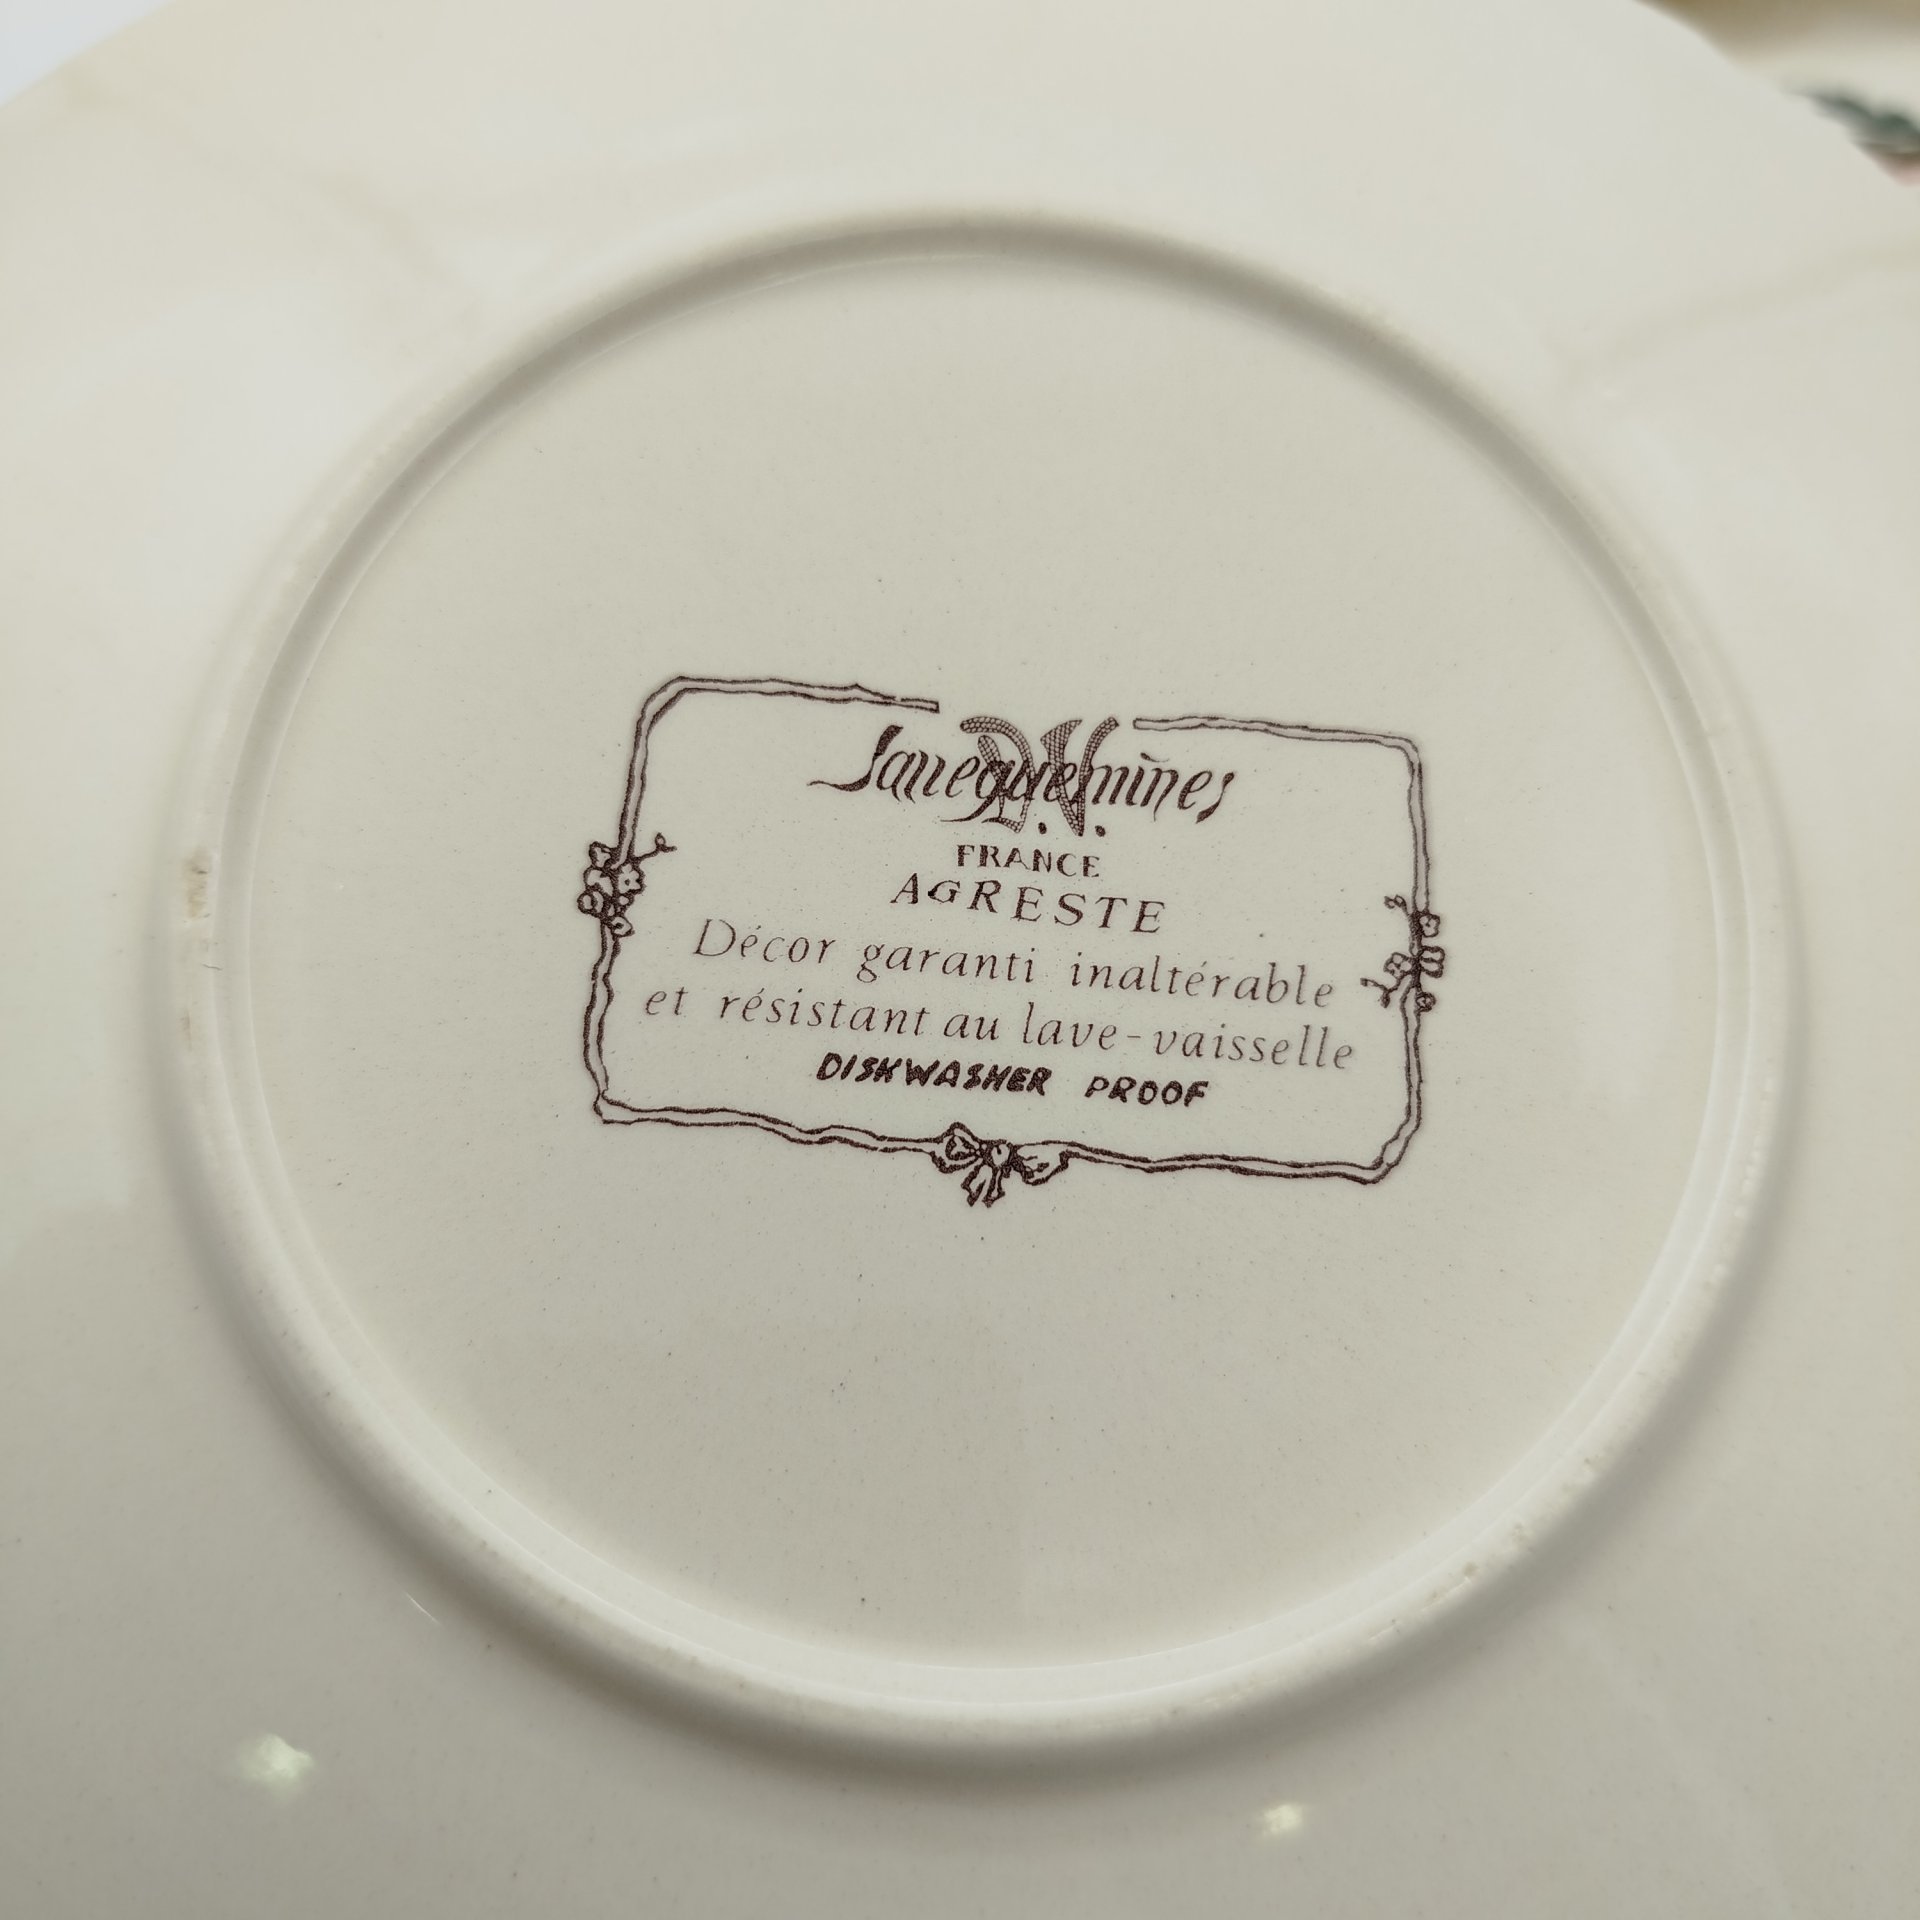 Sarreguemines
D.V.
FRANCE
AGRESTE
Décor garanti inaltérable
et résistant au lave-vaisselle
DISHWASHER PROOF